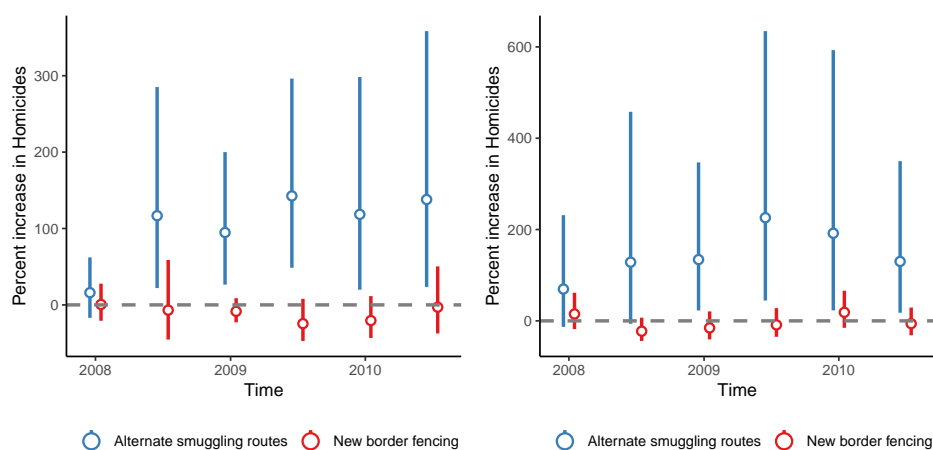 Percent increase in Homicides
300
200
100
0
2008
2009
2010
Time
Alternate smuggling routes
New border fencing
Percent increase in Homicides
600
400
200
0
2008
2009
2010
Time
Alternate smuggling routes
New border fencing